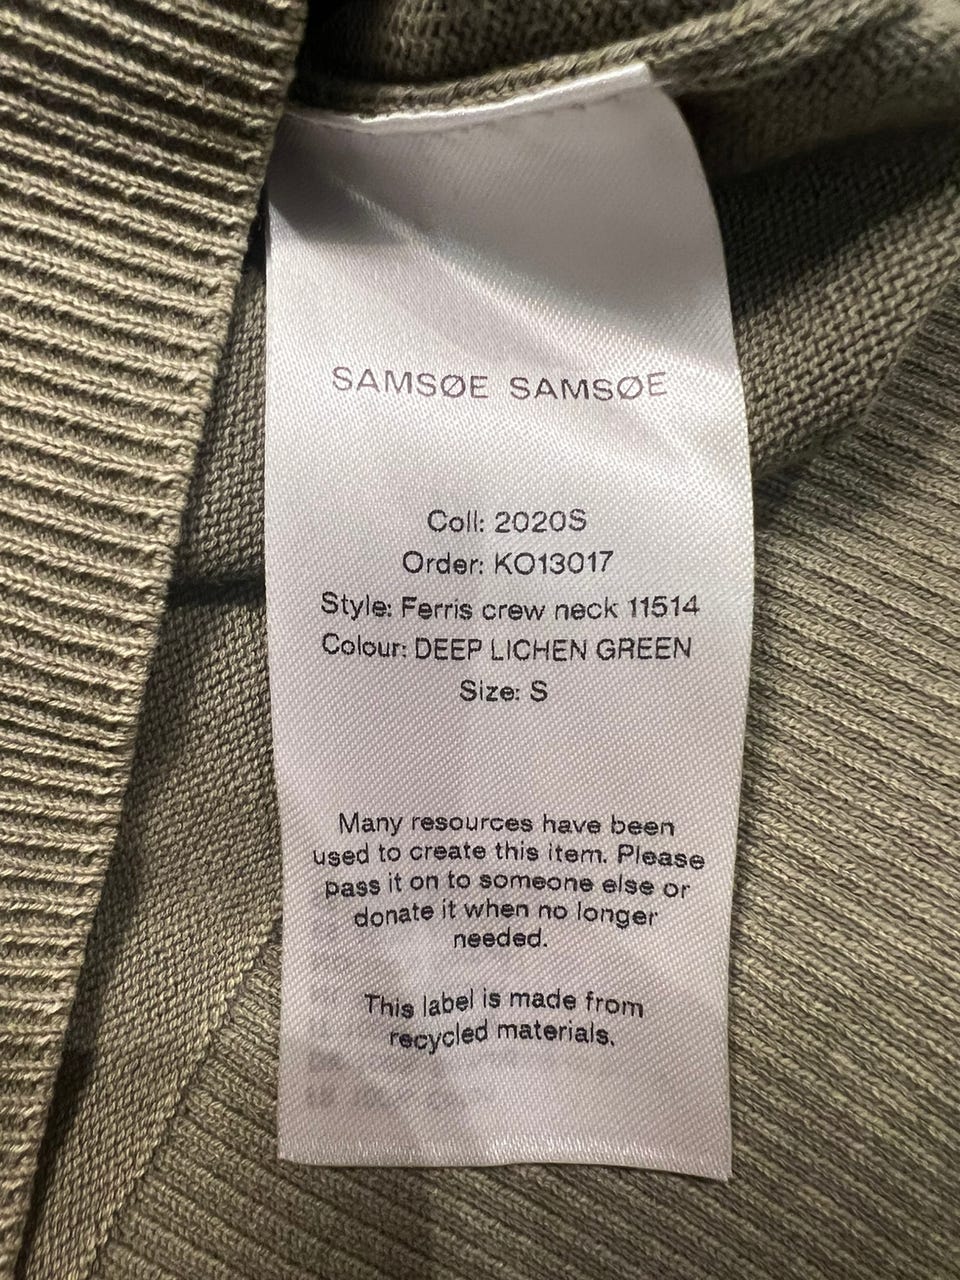 SAMSØE SAMSØE
Coll: 2020S
Order: KO13017
Style: Ferris crew neck 11514
Colour: DEEP LICHEN GREEN
Size: S
Many resources have been
used to create this item. Please
pass it on to someone else or
donate it when no longer
needed.
This label is made from
recycled materials.